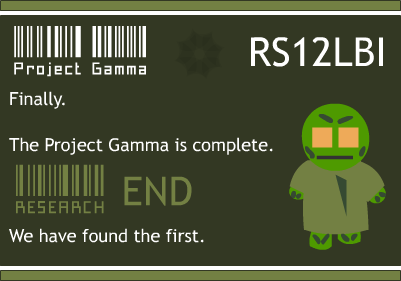 Project Gamma
RS12LBI
Finally.
The Project Gamma is complete.
RESEARCH
END
We have found the first.